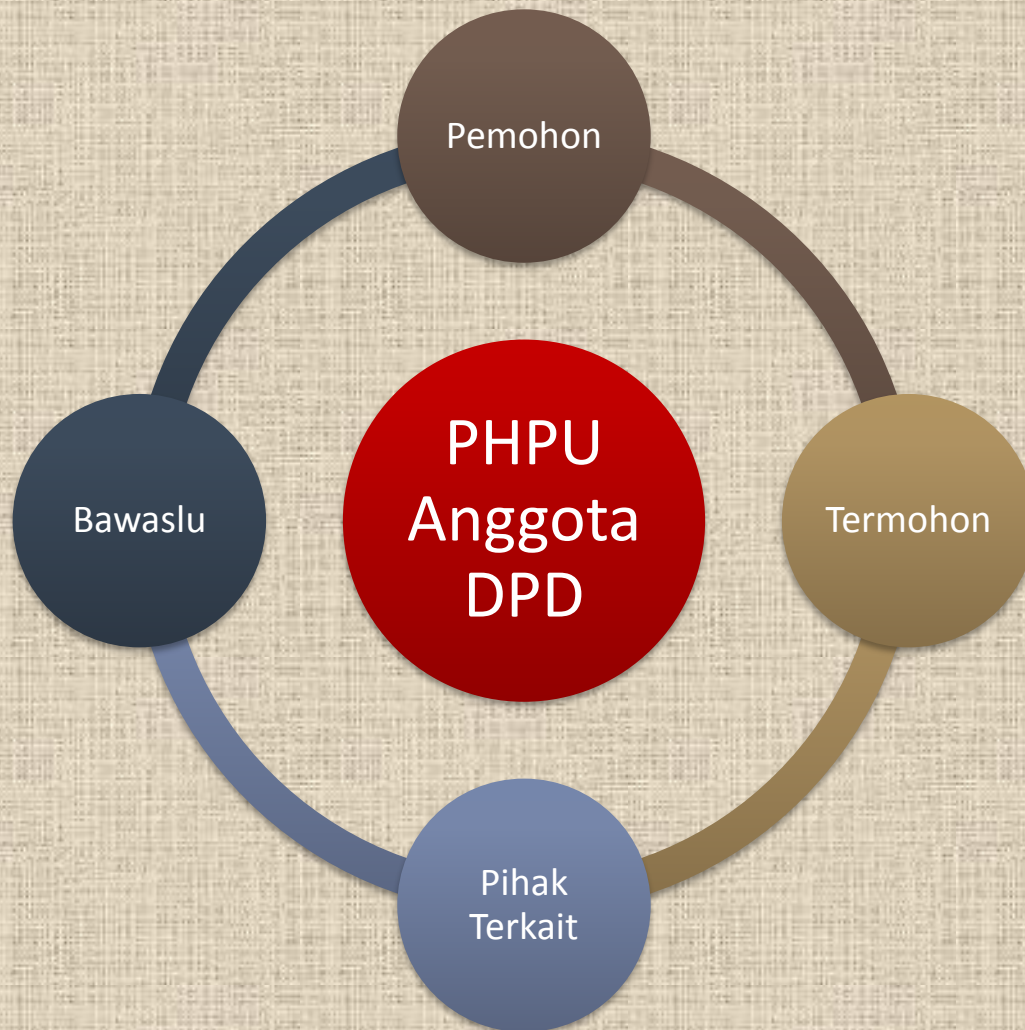 Pemohon
PHPU
Anggota
DPD
Bawaslu
Termohon
Pihak
Terkait